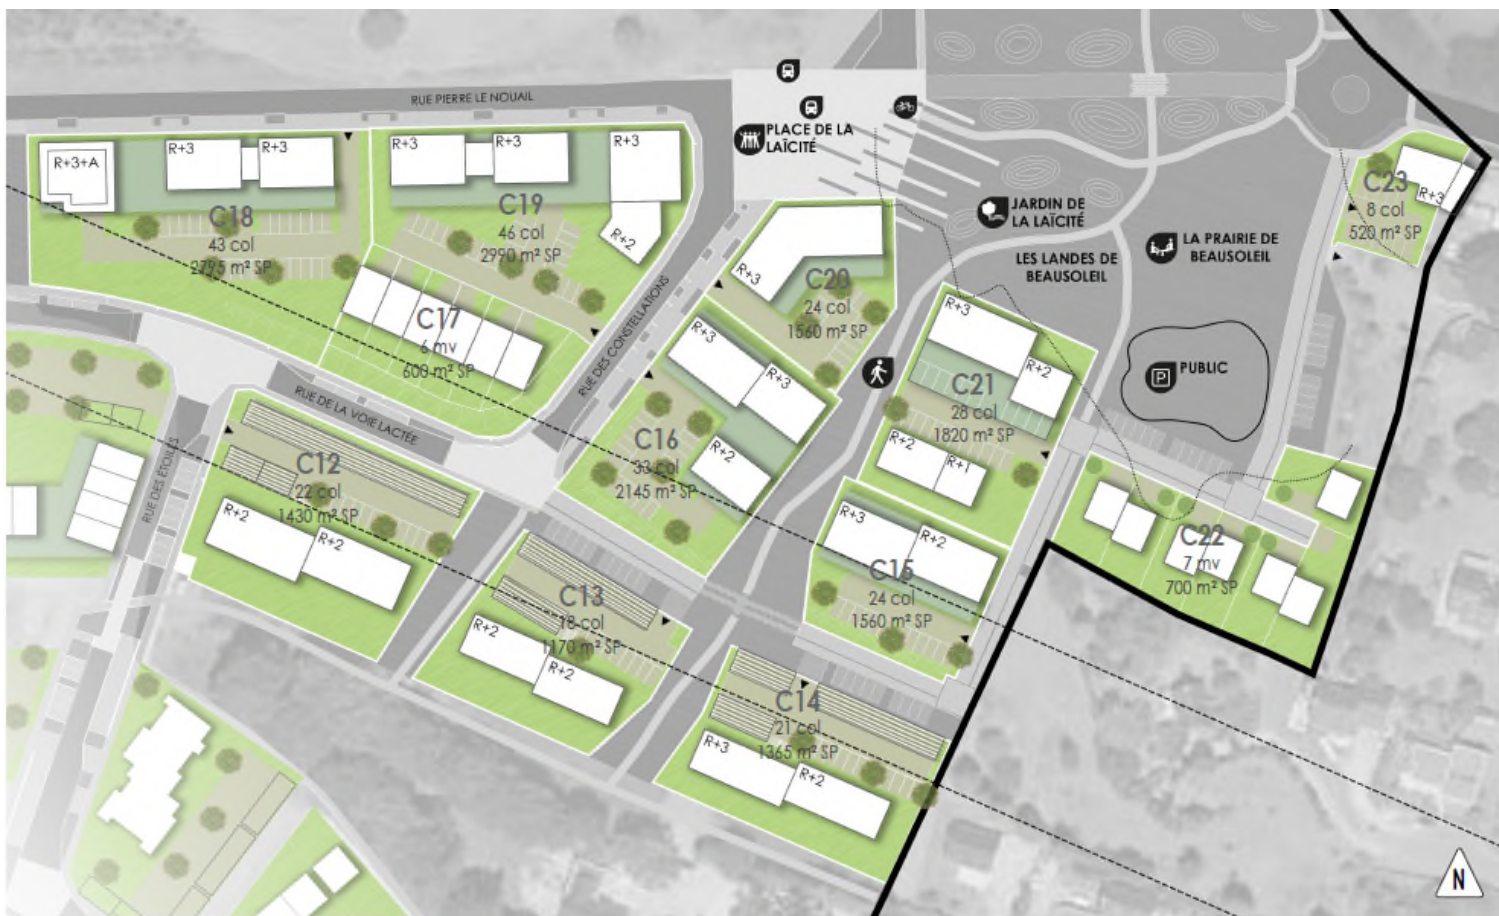 RUE PIERRE LE NOUAIL
PLACE DE LA
LAÏCITÉ
R+3+A
R+3
R+3
R+3
R+3
R+3
R+2
C18
43 col
2795 m² SP
C19
46 col
2990 m² SP
C17
6 mv
600 m² SP
RUE DES CONSTELLATIONS
RUE DE LA VOIE LACTÉE
RUE DES ÉTOILES
JARDIN DE
LA LAÏCITÉ
LES LANDES DE
BEAUSOLEIL
LA PRAIRIE DE
BEAUSOLEIL
P
PUBLIC
R+3
C23
8 col
520 m² SP
R+3
C20
24 col
1560 m² SP
R+3
R+3
R+2
C16
33 col
2145 m² SP
R+3
R+2
C21
28 col
1820 m² SP
R+2
R+1
R+3
R+2
C15
24 col
1560 m² SP
C22
7 mv
700 m² SP
C12
22 col
1430 m² SP
R+2
R+2
C13
18 col
1170 m² SP
R+2
R+2
C14
21 col
1365 m² SP
R+3
R+2
N